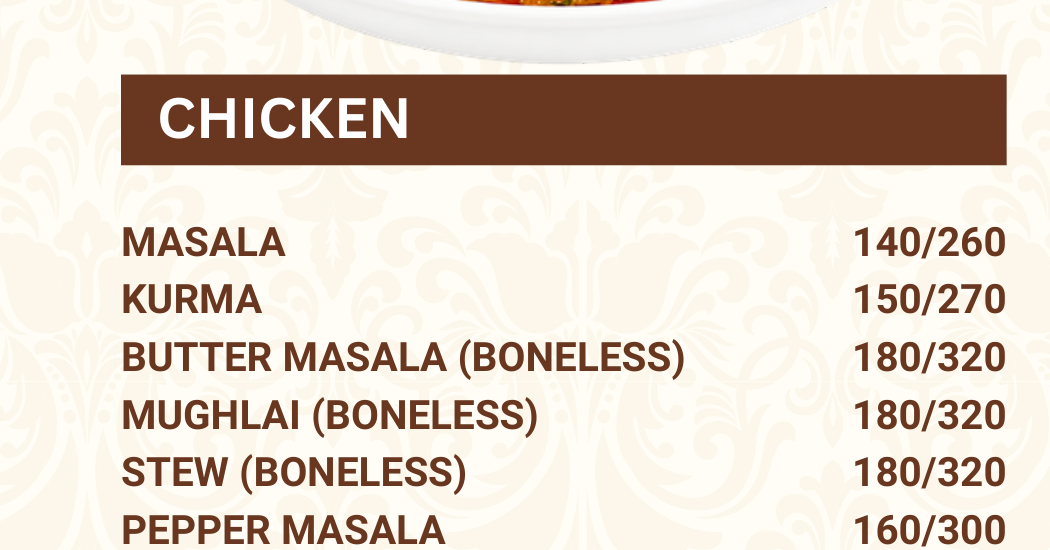 CHICKEN
MASALA 140/260
KURMA 150/270
BUTTER MASALA (BONELESS) 180/320
MUGHLAI (BONELESS) 180/320
STEW (BONELESS) 180/320
PEPPER MASALA 160/300